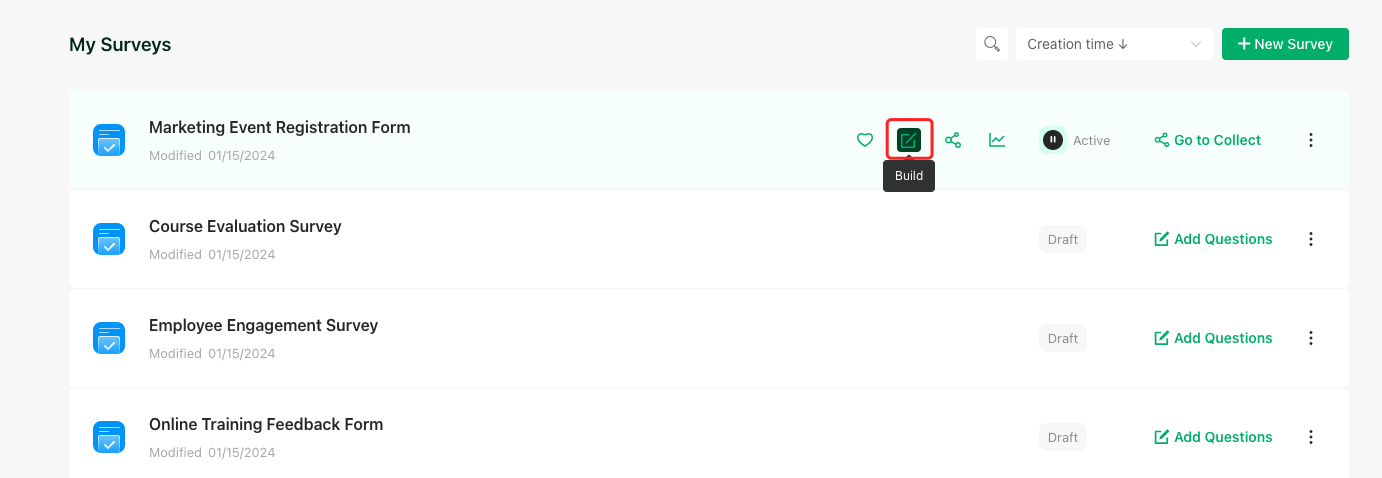 My Surveys
Creation time ↓
+ New Survey
Marketing Event Registration Form
Modified 01/15/2024
Active
Go to Collect
Build
Course Evaluation Survey
Modified 01/15/2024
Draft
Add Questions
Employee Engagement Survey
Modified 01/15/2024
Draft
Add Questions
Online Training Feedback Form
Modified 01/15/2024
Draft
Add Questions